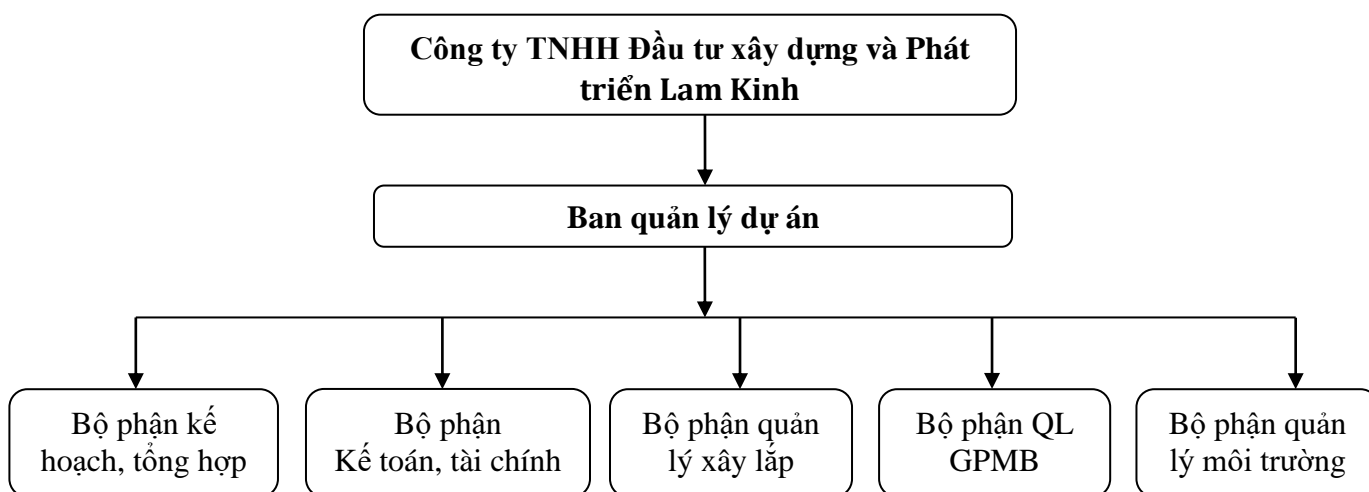 Công ty TNHH Đầu tư xây dựng và Phát
triển Lam Kinh
Ban quản lý dự án
Bộ phận kế
hoạch, tổng hợp
Bộ phận
Kế toán, tài chính
Bộ phận quản
lý xây lắp
Bộ phận QL
GPMB
Bộ phận quản
lý môi trường